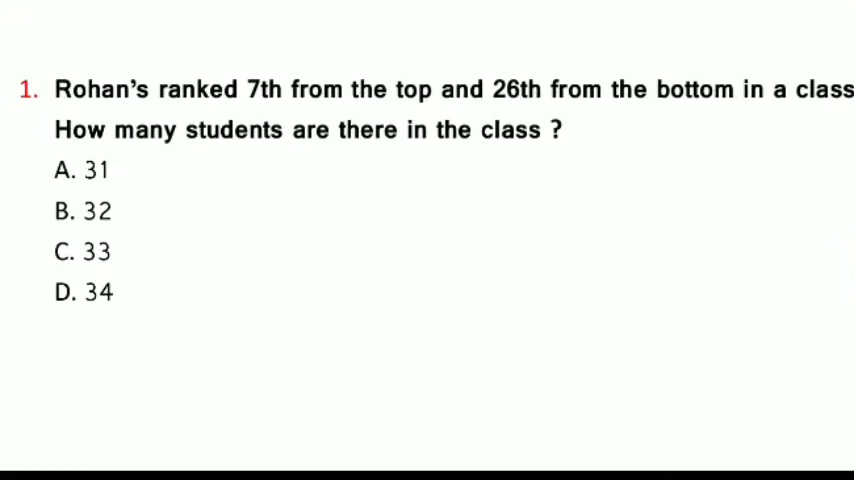 1. Rohan's ranked 7th from the top and 26th from the bottom in a class
How many students are there in the class ?
A. 31
B. 32
C. 33
D. 34